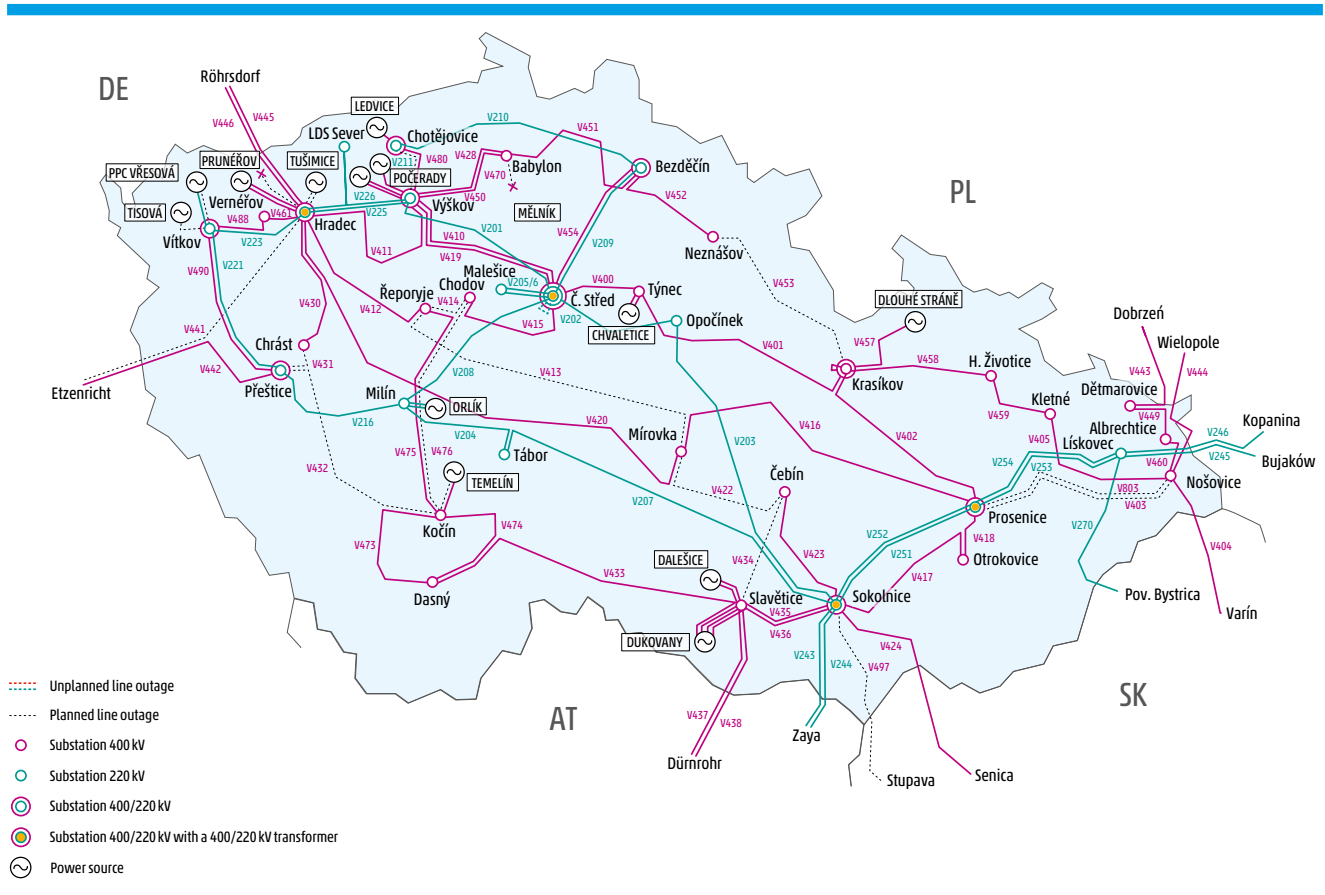 DE
Röhrsdorf
V446
V445
LEDVICE
LDS Sever
Chotějovice
V210
V451
PPC VŘESOVÁ
PRUNÉŘOV
TUŠIMICE
V211
V480
V428
V470
Babylon
Bezděčín
POČERADY
TISOVÁ
Vernéřov
V226
V225
V450
V452
PL
V488
V461
Hradec
Výškov
MĚLNÍK
Vítkov
V223
V201
V454
V209
V410
V419
V411
Neznášov
V490
V221
Malešice
V205/6
Chodov
Č. Střed
V400
Týnec
V453
DLOUHÉ STRÁNĚ
V430
V412
Řeporyje
V414
V415
V202
CHVALETICE
Opočínek
Dobrzeń
Wielopole
V441
V442
Chrást
V431
V401
V457
V458
H. Životice
V443
V444
Etzenricht
Přeštice
V208
V413
Krasíkov
Kletné
Dětmarovice
V459
V449
Milín
ORLÍK
V216
V204
V420
Mírovka
V416
V402
V405
Albrechtice
Lískovec
V246
Kopanina
V245
Bujaków
V475
V476
Tábor
V203
V254
V253
V460
Nošovice
V432
TEMELÍN
Čebín
V422
V803
V403
V207
Prosenice
Kočín
V474
V252
V251
V270
V473
V423
V418
V404
Otrokovice
DALEŠICE
V434
V433
V417
Dasný
Slavětice
Sokolnice
Pov. Bystrica
Varín
V435
V436
DUKOVANY
V243
V244
V424
V497
V437
V438
SK
AT
Zaya
Dürnrohr
Stupava
Senica
Unplanned line outage
Planned line outage
Substation 400 kV
Substation 220 kV
Substation 400/220 kV
Substation 400/220 kV with a 400/220 kV transformer
Power source